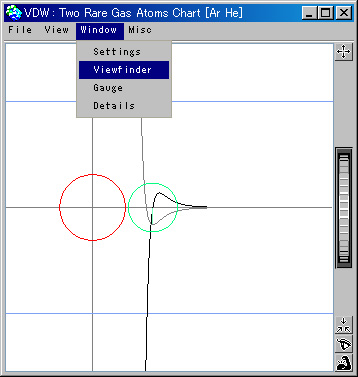 VDW : Two Rare Gas Atoms Chart [Ar He]
File View Window Misc
Settings
Viewfinder
Gauge
Details